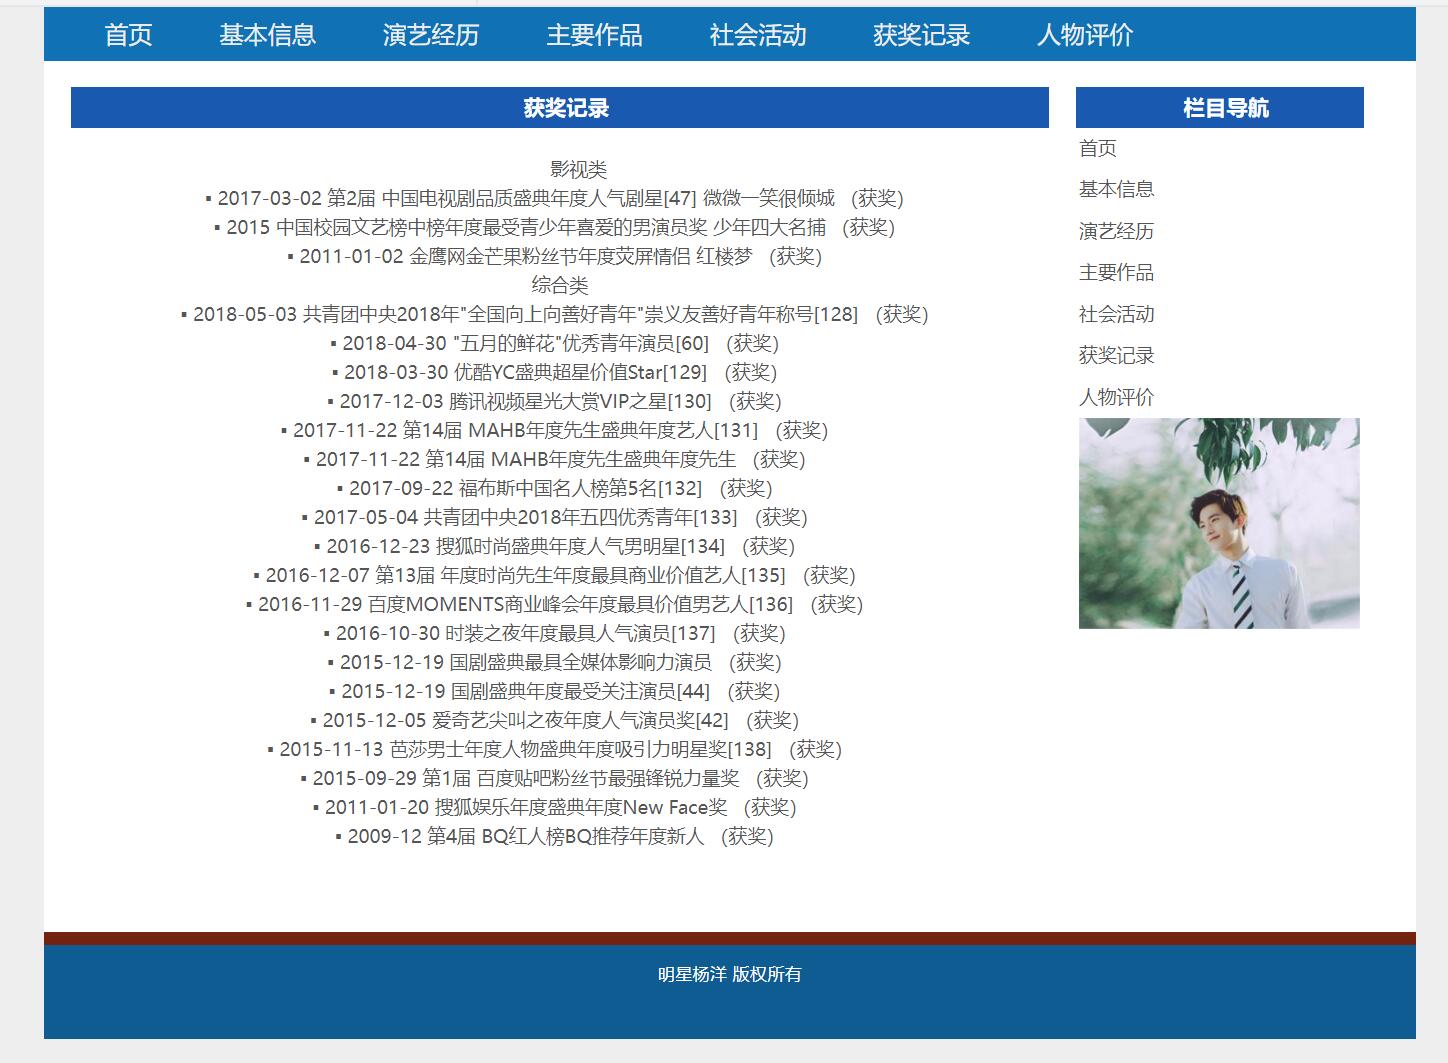 首页 基本信息 演艺经历 主要作品 社会活动 获奖记录 人物评价
获奖记录
影视类
▪ 2017-03-02 第2届 中国电视剧品质盛典年度人气剧星[47] 微微一笑很倾城 (获奖)
▪ 2015 中国校园文艺榜中榜年度最受青少年喜爱的男演员奖 少年四大名捕 (获奖)
▪ 2011-01-02 金鹰网金芒果粉丝节年度荧屏情侣 红楼梦 (获奖)
综合类
▪ 2018-05-03 共青团中央2018年"全国向上向善好青年"崇义友善好青年称号[128] (获奖)
▪ 2018-04-30 "五月的鲜花"优秀青年演员[60] (获奖)
▪ 2018-03-30 优酷YC盛典超星价值Star[129] (获奖)
▪ 2017-12-03 腾讯视频星光大赏VIP之星[130] (获奖)
▪ 2017-11-22 第14届 MAHB年度先生盛典年度艺人[131] (获奖)
▪ 2017-11-22 第14届 MAHB年度先生盛典年度先生 (获奖)
▪ 2017-09-22 福布斯中国名人榜第5名[132] (获奖)
▪ 2017-05-04 共青团中央2018年五四优秀青年[133] (获奖)
▪ 2016-12-23 搜狐时尚盛典年度人气男明星[134] (获奖)
▪ 2016-12-07 第13届 年度时尚先生年度最具商业价值艺人[135] (获奖)
▪ 2016-11-29 百度MOMENTS商业峰会年度最具价值男艺人[136] (获奖)
▪ 2016-10-30 时装之夜年度最具人气演员[137] (获奖)
▪ 2015-12-19 国剧盛典最具全媒体影响力演员 (获奖)
▪ 2015-12-19 国剧盛典年度最受关注演员[44] (获奖)
▪ 2015-12-05 爱奇艺尖叫之夜年度人气演员奖[42] (获奖)
▪ 2015-11-13 芭莎男士年度人物盛典年度吸引力明星奖[138] (获奖)
▪ 2015-09-29 第1届 百度贴吧粉丝节最强锋锐力量奖 (获奖)
▪ 2011-01-20 搜狐娱乐年度盛典年度New Face奖 (获奖)
▪ 2009-12 第4届 BQ红人榜BQ推荐年度新人 (获奖)
栏目导航
首页
基本信息
演艺经历
主要作品
社会活动
获奖记录
人物评价
明星杨洋 版权所有